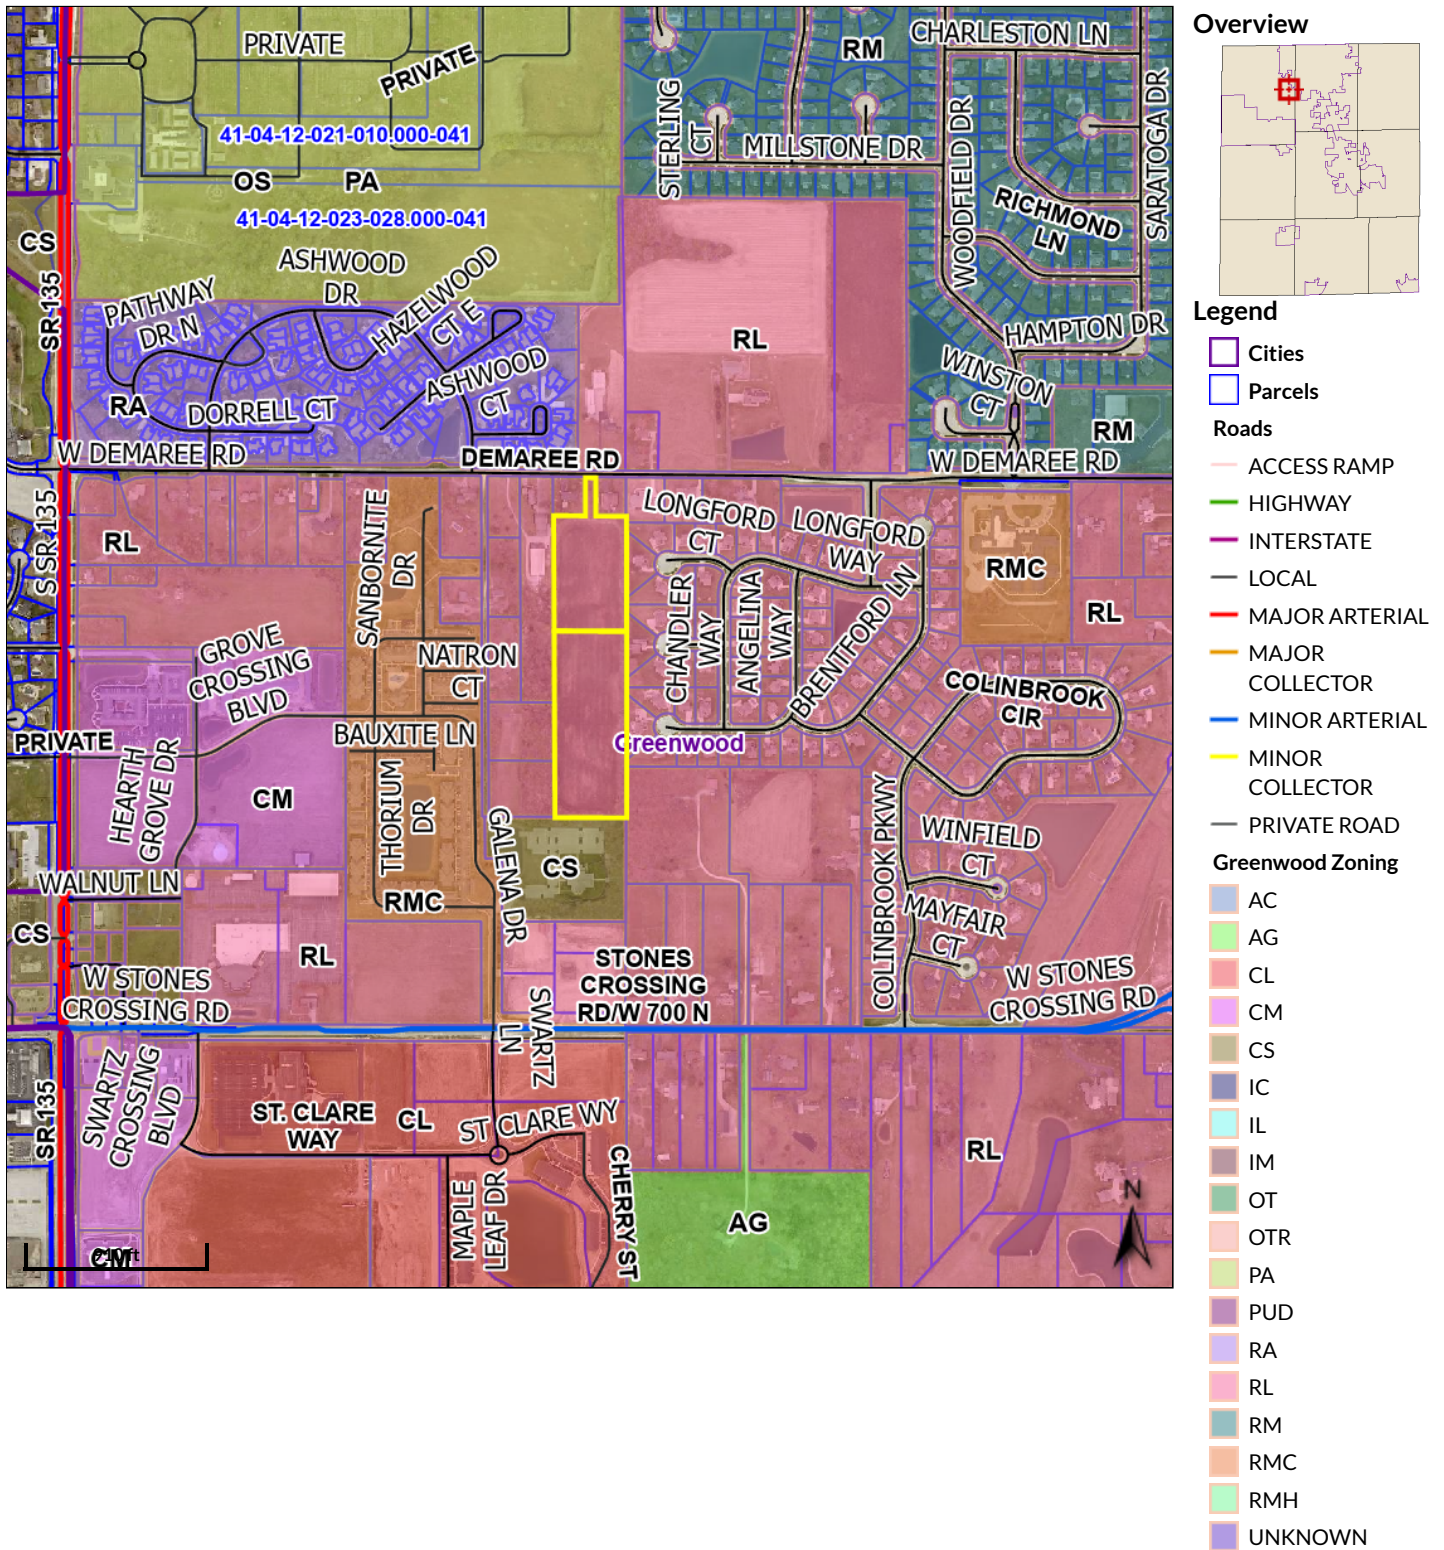 PRIVATE
PRIVATE
41-04-12-021-010.000-041
OS
PA
41-04-12-023-028.000-041
CS
SR 135
ASHWOOD
DR
PATHWAY
DR N
HAZELWOOD
CT E
ASHWOOD
CT
RA
DORRELL CT
W DEMAREE RD
DEMAREE RD
W DEMAREE RD
RM
CHARLESTON LN
STERLING
CT
MILLSTONE DR
WOODFIELD DR
SARATOGA DR
RICHMOND
LN
HAMPTON DR
WINSTON
CT
RL
RM
S SR 135
RL
SANBORNITE
DR
LONGFORD
CT
LONGFORD
WAY
CHANDLER
WAY
ANGELINA
WAY
BRENTFORD LN
RMC
RL
GROVE
CROSSING
BLVD
NATRON
CT
BAUXITE LN
PRIVATE
HEARTH
GROVE DR
CM
THORIUM
DR
GALENA DR
Greenwood
COLINBROOK
CIR
COLINBROOK PKWY
WINFIELD
CT
MAYFAIR
CT
CS
RMC
WALNUT LN
CS
RL
W STONES
CROSSING RD
STONES
CROSSING
RD/W 700 N
W STONES
CROSSING RD
SWARTZ
LN
SR 135
SWARTZ
CROSSING
BLVD
ST. CLARE
WAY
CL
ST CLARE WY
MAPLE
LEAF DR
CHERRY ST
AG
RL
N
CM
910 ft
Overview
Legend
Cities
Parcels
Roads
ACCESS RAMP
HIGHWAY
INTERSTATE
LOCAL
MAJOR ARTERIAL
MAJOR
COLLECTOR
MINOR ARTERIAL
MINOR
COLLECTOR
PRIVATE ROAD
Greenwood Zoning
AC
AG
CL
CM
CS
IC
IL
IM
OT
OTR
PA
PUD
RA
RL
RM
RMC
RMH
UNKNOWN